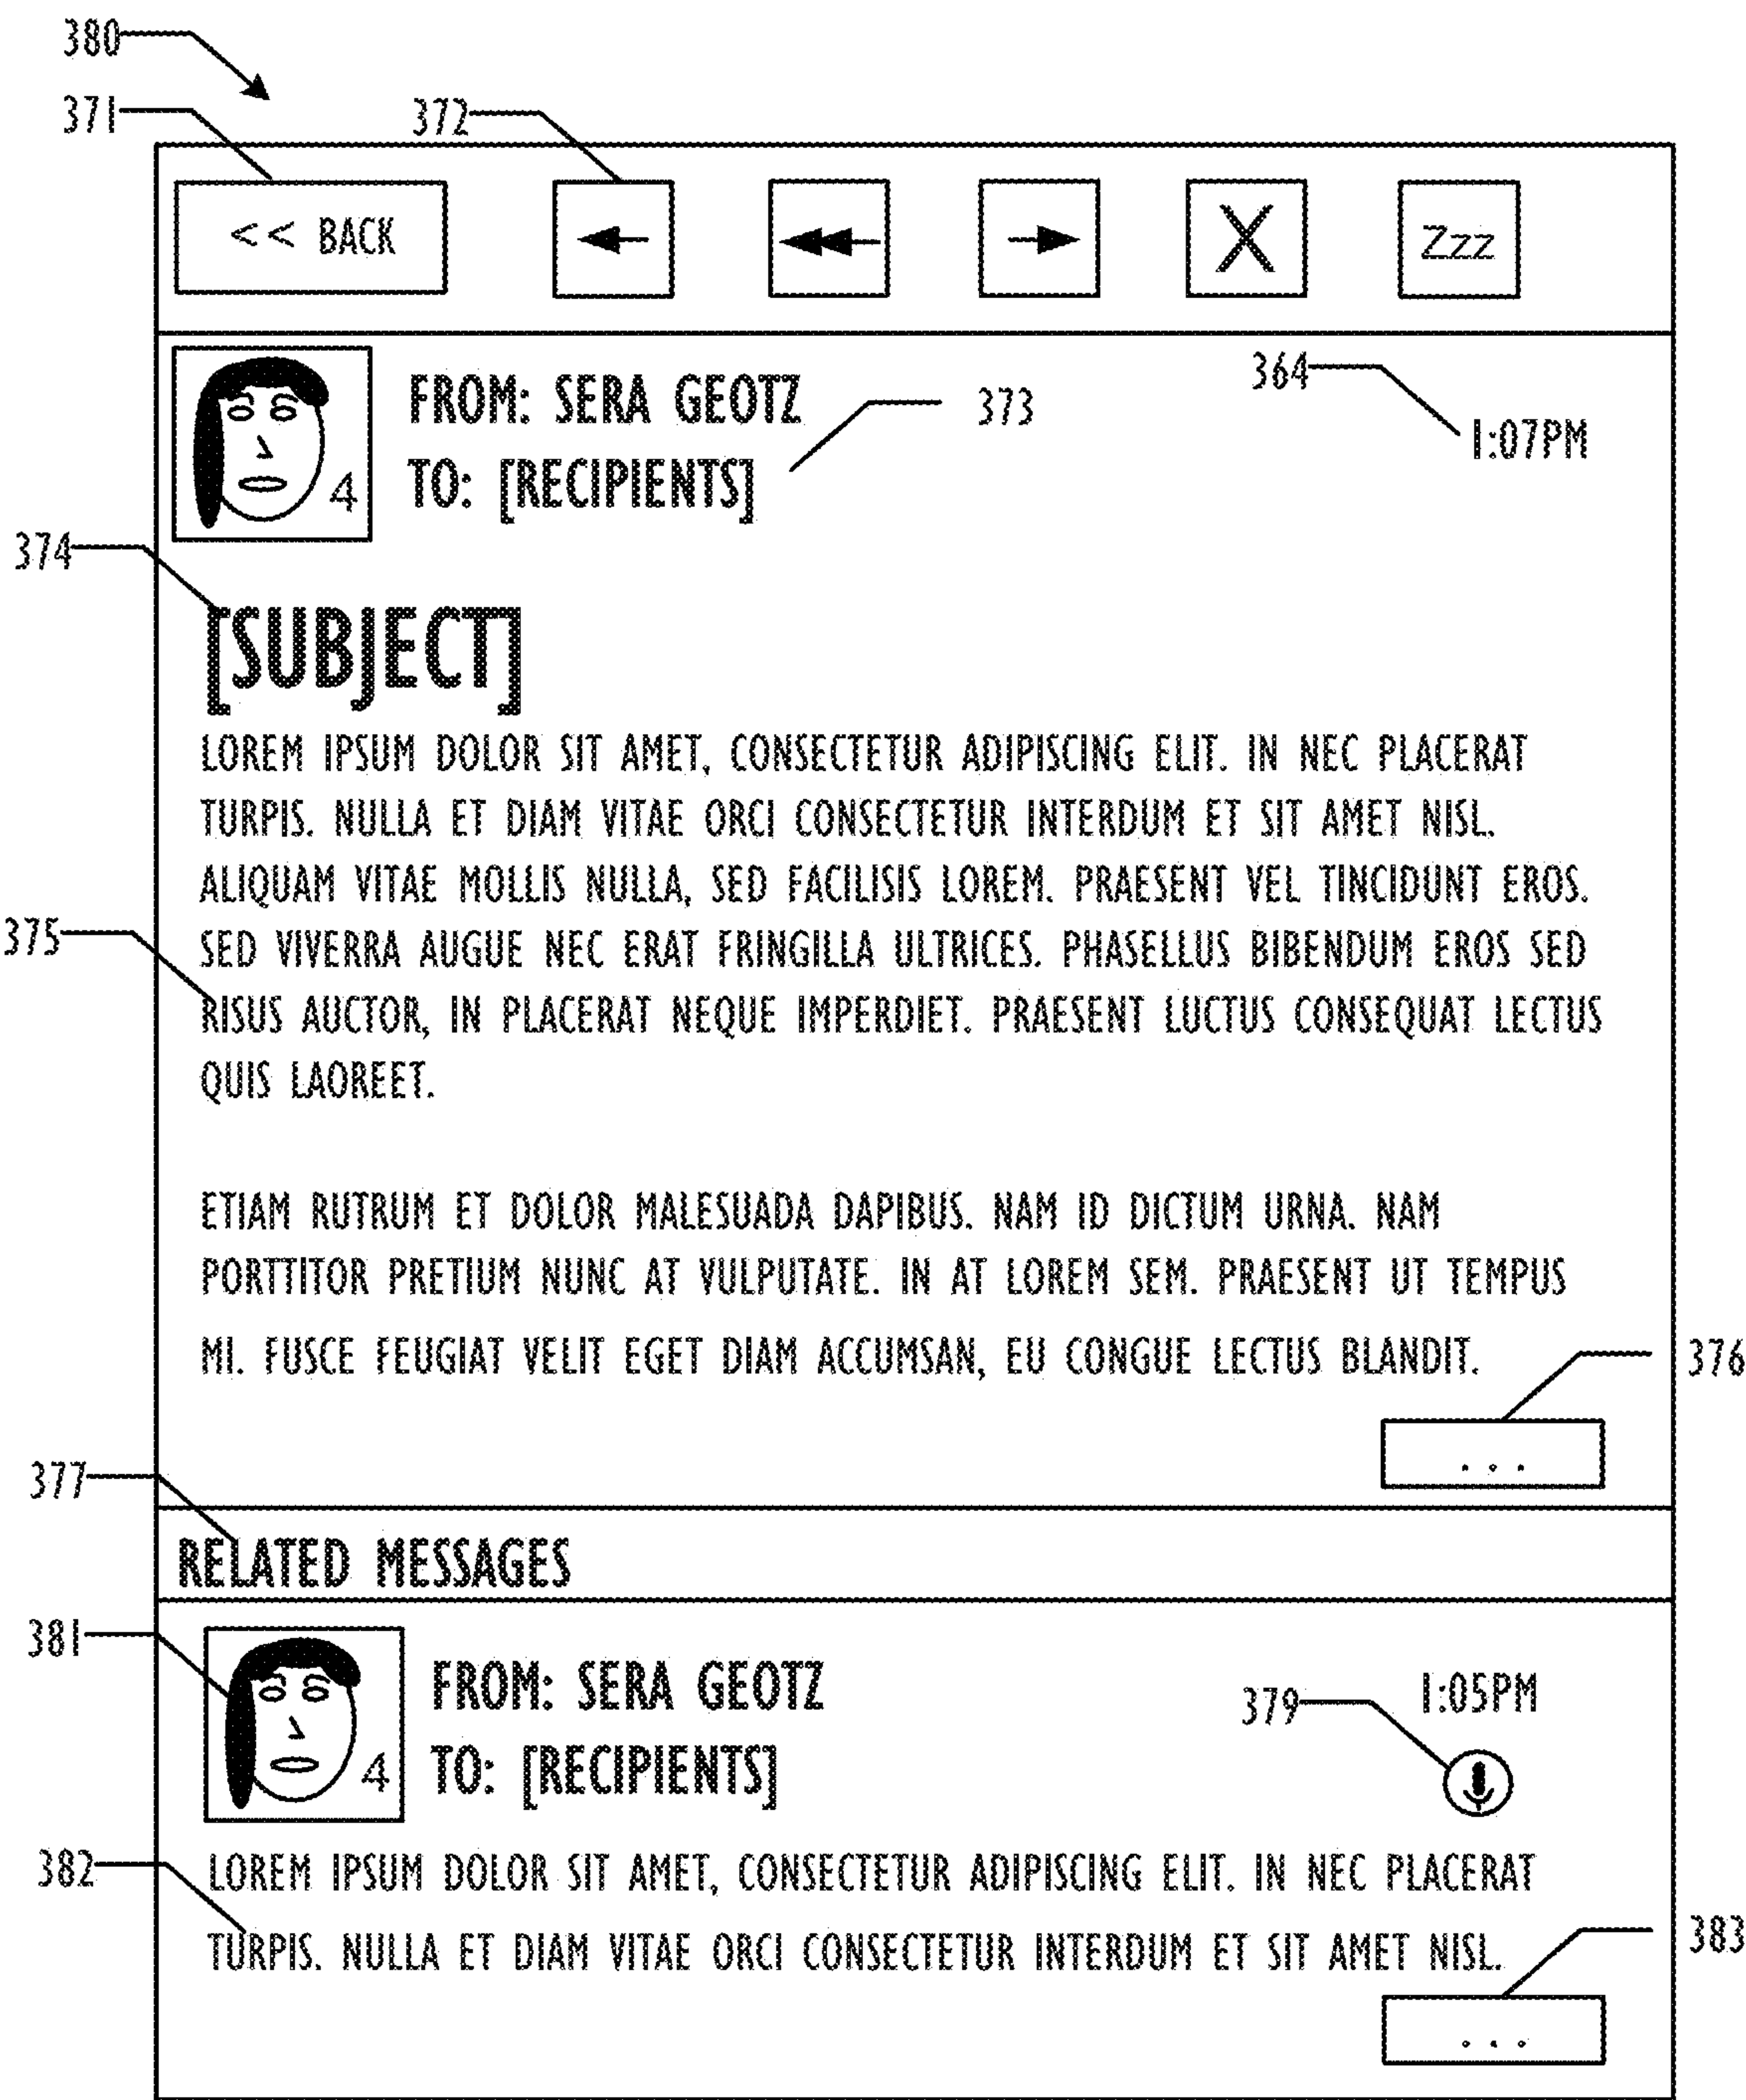 380
371
372
<< BACK
X
Zzz
FROM: SERA GEOTZ
373
364
1:07PM
4
TO: [RECIPIENTS]
374
[SUBJECT]
LOREM IPSUM DOLOR SIT AMET, CONSECTETUR ADIPISCING ELIT. IN NEC PLACERAT
TURPIS. NULLA ET DIAM VITAE ORCI CONSECTETUR INTERDUM ET SIT AMET NISL.
ALIQUAM VITAE MOLLIS NULLA, SED FACILISIS LOREM. PRAESENT VEL TINCIDUNT EROS.
375
SED VIVERRA AUGUE NEC ERAT FRINGILLA ULTRICES. PHASELLUS BIBENDUM EROS SED
RISUS AUCTOR, IN PLACERAT NEQUE IMPERDIET. PRAESENT LUCTUS CONSEQUAT LECTUS
QUIS LAOREET.
ETIAM RUTRUM ET DOLOR MALESUADA DAPIBUS. NAM ID DICTUM URNA. NAM
PORTTITOR PRETIUM NUNC AT VULPUTATE. IN AT LOREM SEM. PRAESENT UT TEMPUS
MI. FUSCE FEUGIAT VELIT EGET DIAM ACCUMSAN, EU CONGUE LECTUS BLANDIT.
376
...
377
RELATED MESSAGES
381
FROM: SERA GEOTZ
379
1:05PM
4
TO: [RECIPIENTS]
382
LOREM IPSUM DOLOR SIT AMET, CONSECTETUR ADIPISCING ELIT. IN NEC PLACERAT
TURPIS. NULLA ET DIAM VITAE ORCI CONSECTETUR INTERDUM ET SIT AMET NISL.
383
...